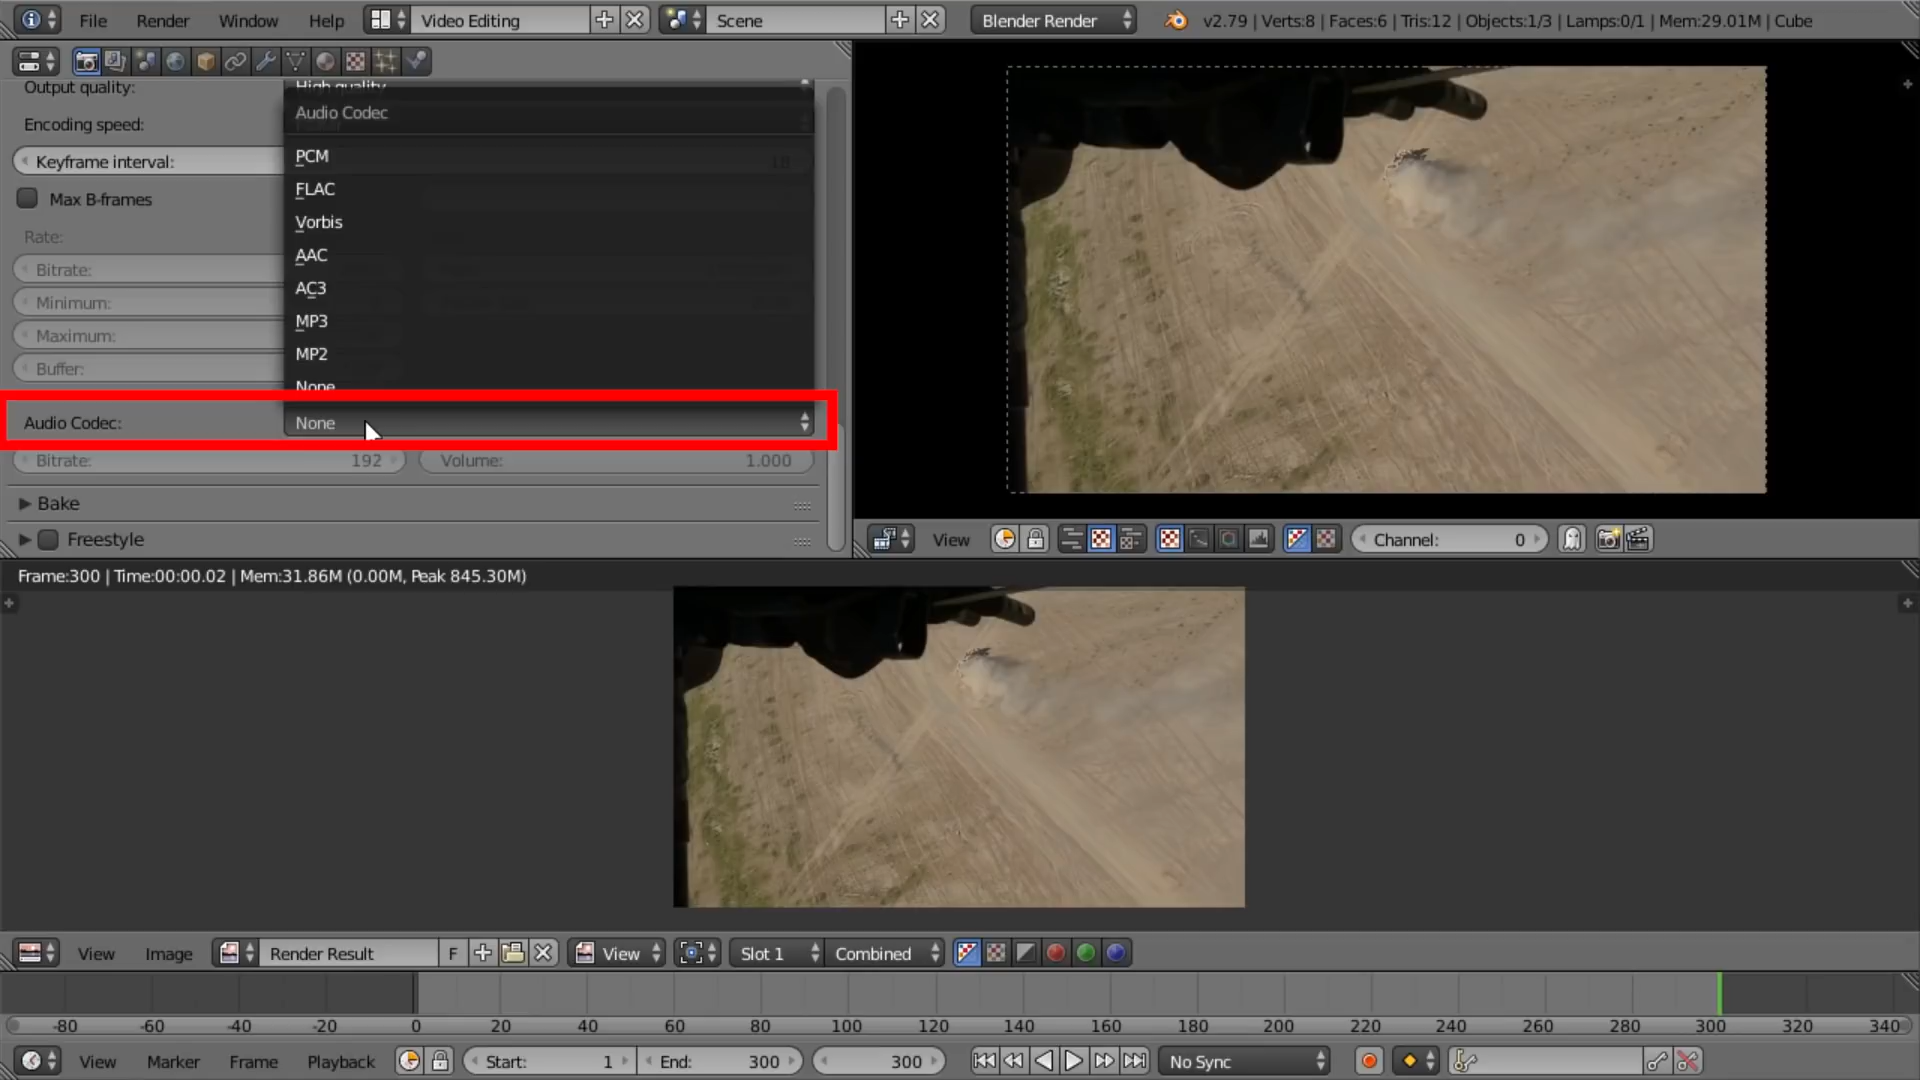 File Render Window Help Video Editing Scene Blender Render v2.79 | Verts:8 | Faces:6 | Tris:12 | Objects:1/3 | Lamps:0/1 | Mem:29.01M | Cube
Output quality: High quality
Audio Codec
Encoding speed:
PCM
Keyframe interval: 18
FLAC
Max B-frames
Vorbis
Rate:
AAC
Bitrate:
AC3
Minimum:
MP3
Maximum:
MP2
Buffer:
None
Audio Codec: None
Bitrate: 192 Volume: 1.000
Bake
Freestyle
View Channel: 0
Frame:300 | Time:00:00.02 | Mem:31.86M (0.00M, Peak 845.30M)
View Image Render Result F View Slot 1 Combined
-80 -60 -40 -20 0 20 40 60 80 100 120 140 160 180 200 220 240 260 280 300 320 340
View Marker Frame Playback Start: 1 End: 300 300 No Sync